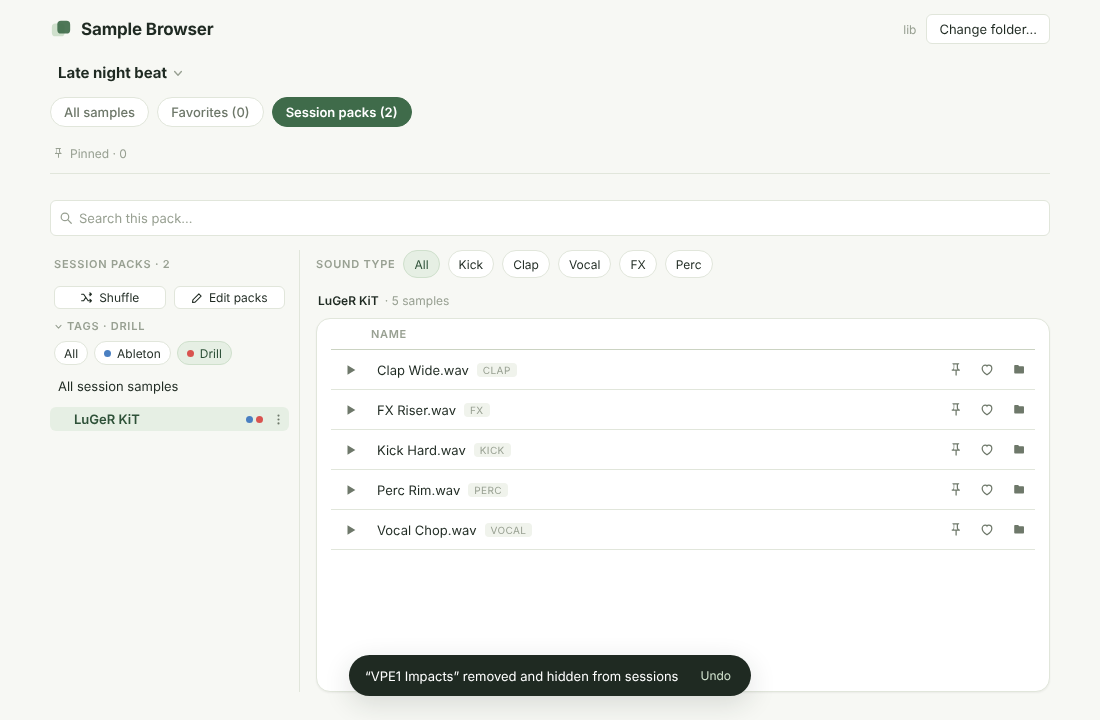 Sample Browser
lib
Change folder...
Late night beat
All samples
Favorites (0)
Session packs (2)
Pinned · 0
Search this pack...
SESSION PACKS · 2
Shuffle
Edit packs
TAGS · DRILL
All
Ableton
Drill
All session samples
LuGeR KiT
SOUND TYPE
All
Kick
Clap
Vocal
FX
Perc
LuGeR KiT · 5 samples
NAME
Clap Wide.wav CLAP
FX Riser.wav FX
Kick Hard.wav KICK
Perc Rim.wav PERC
Vocal Chop.wav VOCAL
“VPE1 Impacts” removed and hidden from sessions
Undo